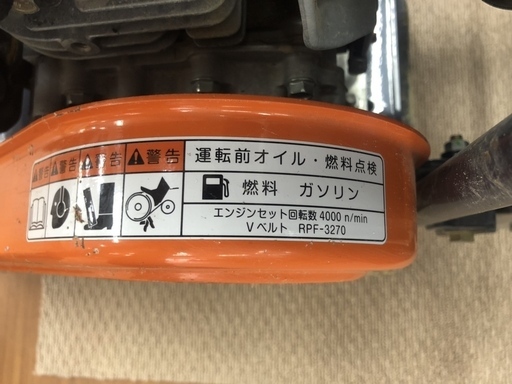 警告 警告 警告 警告
運転前オイル・燃料点検
燃料 ガソリン
エンジンセット回転数 4000 n/min
Vベルト RPF-3270